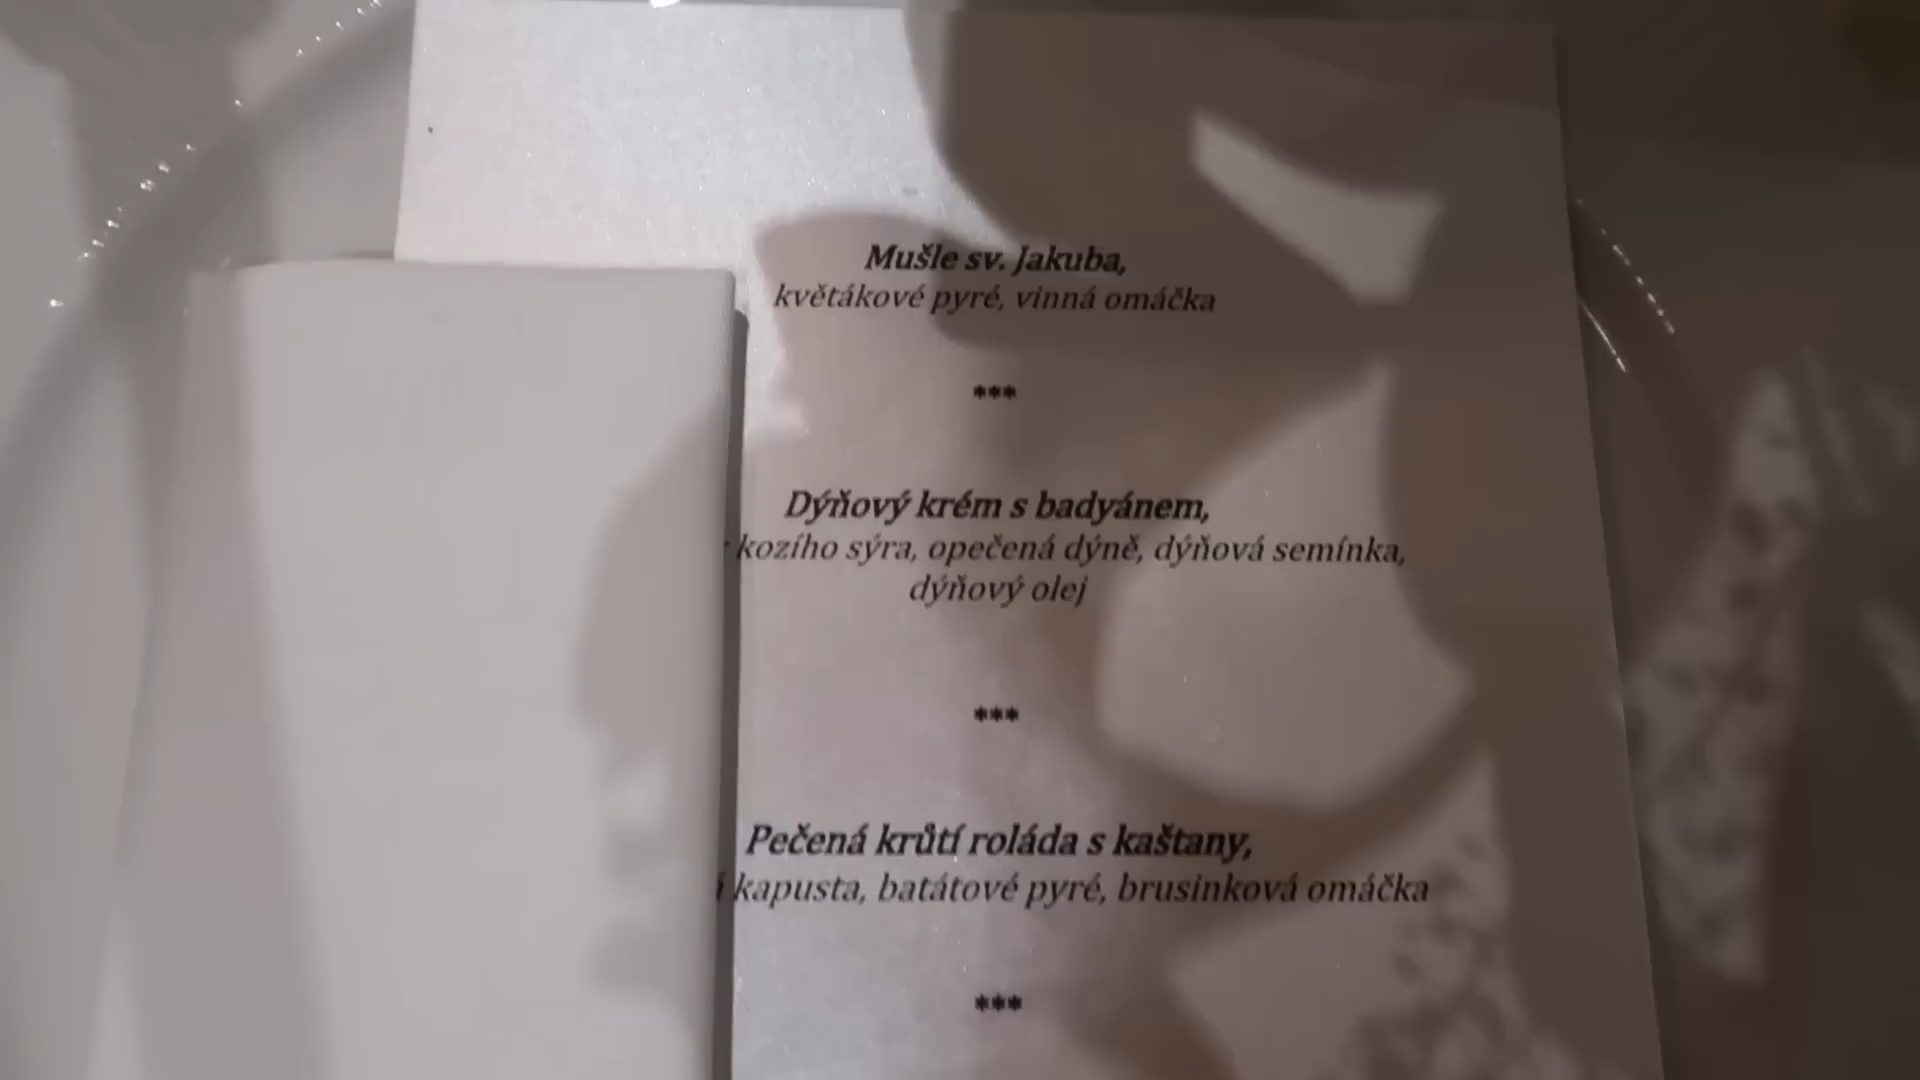 Mušle sv. Jakuba,
květákové pyré, vinná omáčka
***
Dýňový krém s badyánem,
kozího sýra, opečená dýně, dýňová semínka,
dýňový olej
***
Pečená krůtí roláda s kaštany,
kapusta, batátové pyré, brusinková omáčka
***